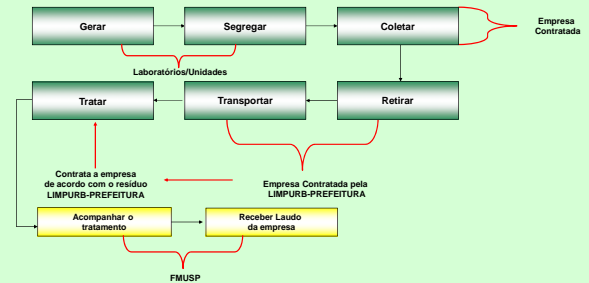 Gerar
Segregar
Coletar
Empresa
Contratada
Laboratórios/Unidades
Tratar
Transportar
Retirar
Contrata a empresa
de acordo com o resíduo
LIMPURB-PREFEITURA
Empresa Contratada pela
LIMPURB-PREFEITURA
Acompanhar o
tratamento
Receber Laudo
da empresa
FMUSP